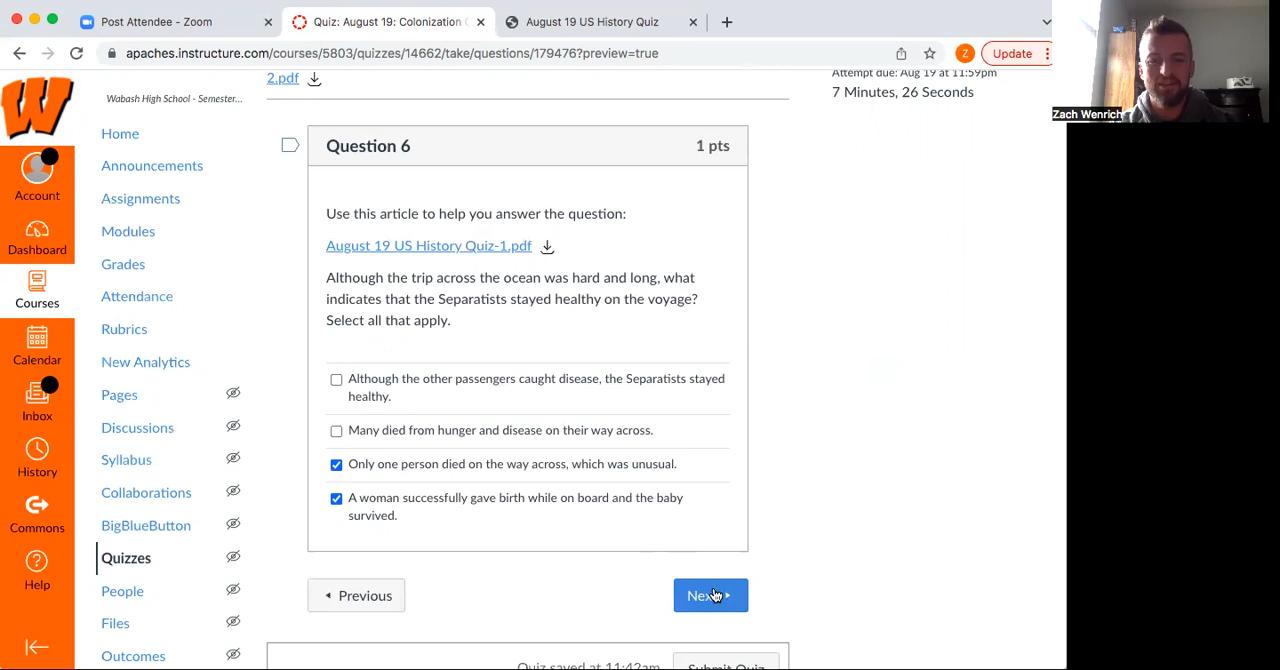 Post Attendee - Zoom
Quiz: August 19: Colonization
August 19 US History Quiz
apaches.instructure.com/courses/5803/quizzes/14662/take/questions/179476?preview=true
Z
Update
Zach Wenrich
W
Account
Dashboard
Courses
Calendar
Inbox
History
Commons
Help
Wabash High School - Semester...
Home
Announcements
Assignments
Modules
Grades
Attendance
Rubrics
New Analytics
Pages
Discussions
Syllabus
Collaborations
BigBlueButton
Quizzes
People
Files
Outcomes
2.pdf
Attempt due: Aug 19 at 11:59pm
7 Minutes, 26 Seconds
Question 6
1 pts
Use this article to help you answer the question:
August 19 US History Quiz-1.pdf
Although the trip across the ocean was hard and long, what
indicates that the Separatists stayed healthy on the voyage?
Select all that apply.
Although the other passengers caught disease, the Separatists stayed
healthy.
Many died from hunger and disease on their way across.
Only one person died on the way across, which was unusual.
A woman successfully gave birth while on board and the baby
survived.
Previous
Next
Quiz saved at 11:42am
Submit Quiz